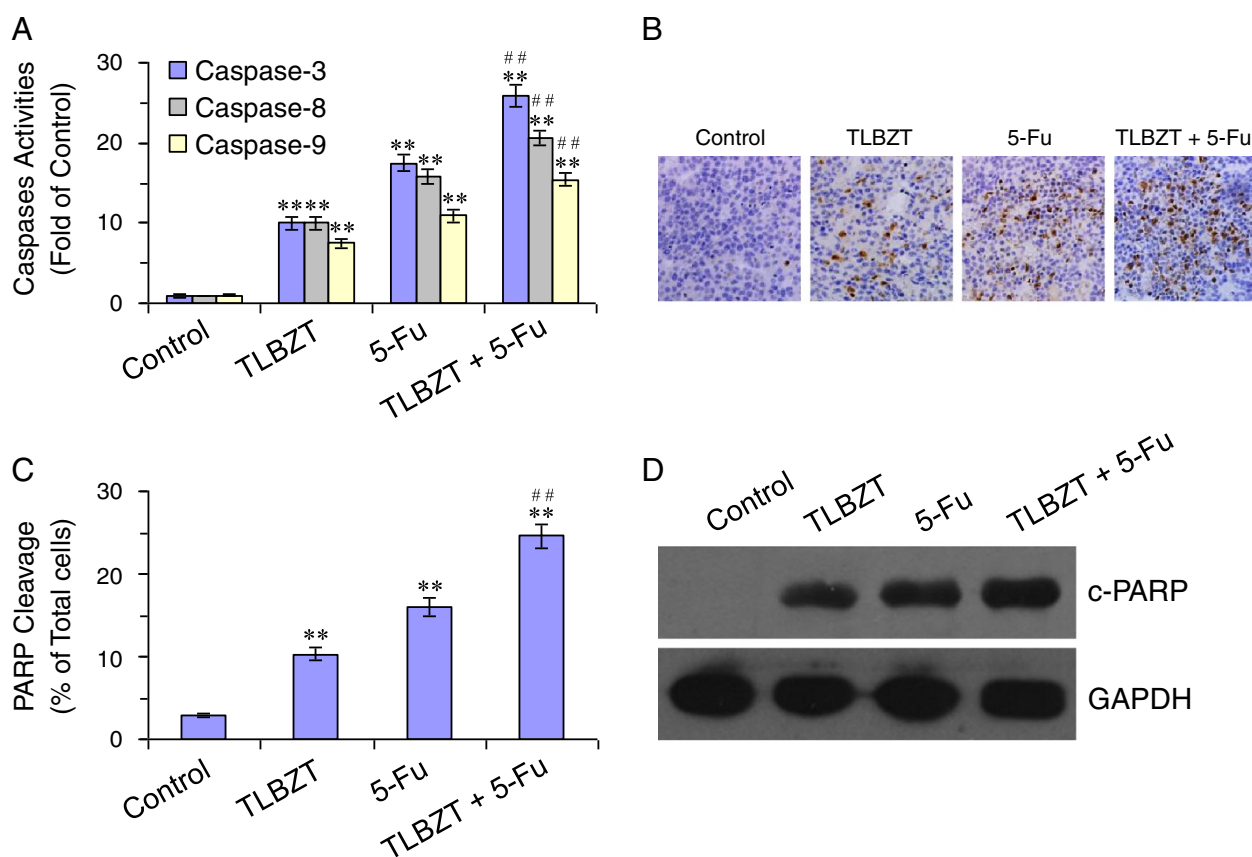 A
Caspases Activities
(Fold of Control)
30
20
10
0
Caspase-3
Caspase-8
Caspase-9
** ** **
** ** **
## ** ## ** ## **
Control
TLBZT
5-Fu
TLBZT + 5-Fu
B
Control
TLBZT
5-Fu
TLBZT + 5-Fu
C
PARP Cleavage
(% of Total cells)
30
20
10
0
**
**
##
**
Control
TLBZT
5-Fu
TLBZT + 5-Fu
D
Control
TLBZT
5-Fu
TLBZT + 5-Fu
c-PARP
GAPDH